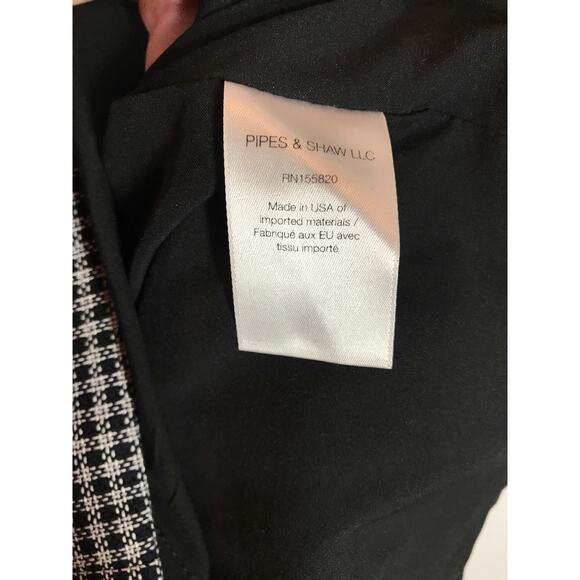 PIPES & SHAW LLC
RN155820
Made in USA of
imported materials /
Fabriqué aux EU avec
tissu importé